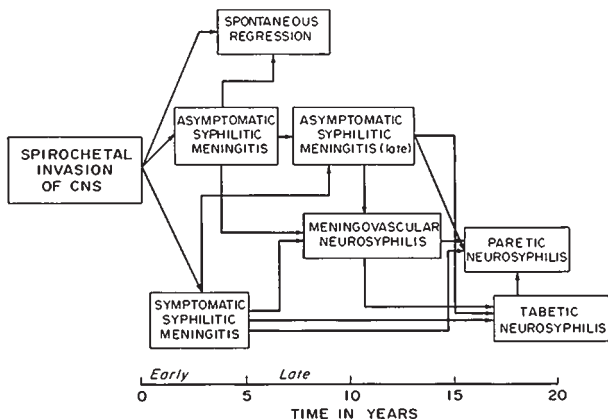 SPONTANEOUS
REGRESSION
ASYMPTOMATIC
SYPHILITIC
MENINGITIS
ASYMPTOMATIC
SYPHILITIC
MENINGITIS (late)
SPIROCHETAL
INVASION
OF CNS
MENINGOVASCULAR
NEUROSYPHILIS
PARETIC
NEUROSYPHILIS
SYMPTOMATIC
SYPHILITIC
MENINGITIS
TABETIC
NEUROSYPHILIS
Early Late
0 5 10 15 20
TIME IN YEARS